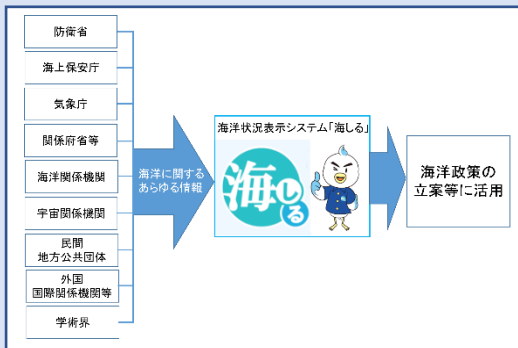 防衛省
海上保安庁
気象庁
関係府省等
海洋関係機関
宇宙関係機関
民間
地方公共団体
外国
国際関係機関等
学術界
海洋に関する
あらゆる情報
海洋状況表示システム「海しる」
海しる
海洋政策の
立案等に活用